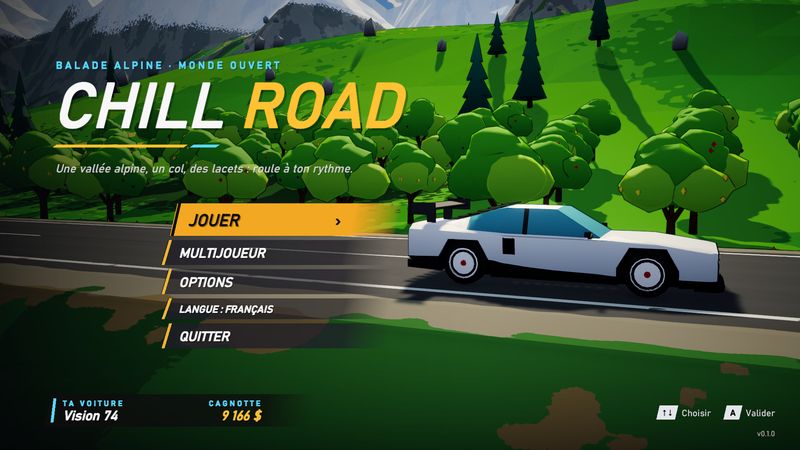 BALADE ALPINE · MONDE OUVERT
CHILL ROAD
Une vallée alpine, un col, des lacets : roule à ton rythme.
JOUER ›
MULTIJOUEUR
OPTIONS
LANGUE : FRANÇAIS
QUITTER
TA VOITURE CAGNOTTE
Vision 74 9 166 $
↑↓ Choisir A Valider
v0.1.0